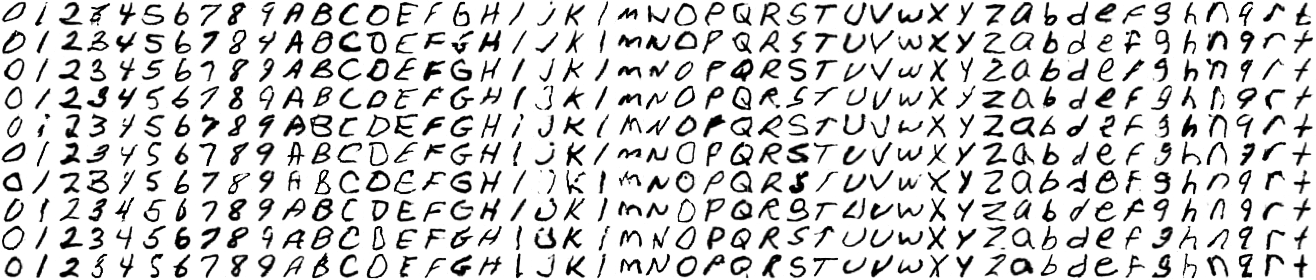 0 1 2 3 4 5 6 7 8 9 A B C D E F G H I J K l m N O P Q R S T U V W X Y Z a b d e f g h n q r t
0 1 2 3 4 5 6 7 8 9 A B C D E F G H I J K l m N O P Q R S T U V W X Y Z a b d e f g h n q r t
0 1 2 3 4 5 6 7 8 9 A B C D E F G H I J K l m N O P Q R S T U V W X Y Z a b d e f g h n q r t
0 1 2 3 4 5 6 7 8 9 A B C D E F G H I J K l m N O P Q R S T U V W X Y Z a b d e f g h n q r t
0 1 2 3 4 5 6 7 8 9 A B C D E F G H I J K l M N O P Q R S T U V W X Y Z a b d e f g h n q r t
0 1 2 3 4 5 6 7 8 9 A B C D E F G H I J K l m N O P Q R S T U V W X Y Z a b d e f g h n q r t
0 1 2 3 4 5 6 7 8 9 A B C D E F G H I J K l m N O P Q R S T U V W X Y Z a b d e f g h n q r t
0 1 2 3 4 5 6 7 8 9 A B C D E F G H I J K l m N O P Q R S T U V W X Y Z a b d e f g h n q r t
0 1 2 3 4 5 6 7 8 9 A B C D E F G H I J K l m N O P Q R S T U V W X Y Z a b d e f g h n q r t
0 1 2 3 4 5 6 7 8 9 A B C D E F G H I J K l m N O P Q R S T U V W X Y Z a b d e f g h n q r t